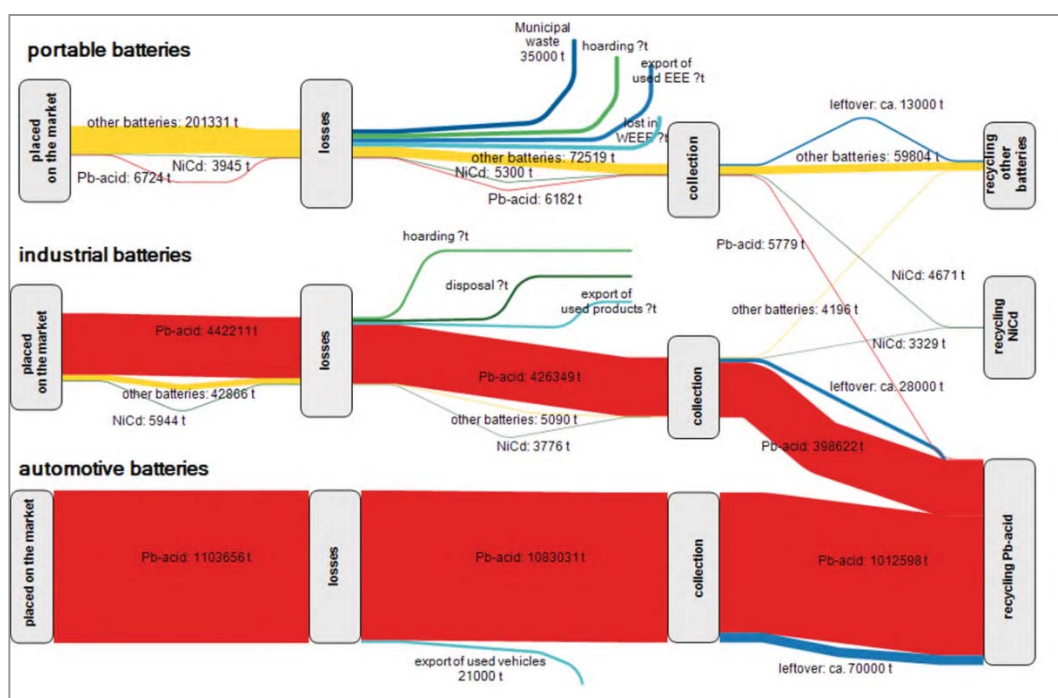 portable batteries
placed
on the market
other batteries: 201331 t
NiCd: 3945 t
Pb-acid: 6724 t
losses
Municipal
waste
35000 t
hoarding ?t
export of
used EEE ?t
lost in
WEEE ?t
other batteries: 72519 t
NiCd: 5300 t
Pb-acid: 6182 t
collection
leftover: ca. 13000 t
other batteries: 59804 t
recycling
other
batteries
Pb-acid: 5779 t
NiCd: 4671 t
other batteries: 4196 t
NiCd: 3329 t
recycling
NiCd
industrial batteries
placed
on the market
Pb-acid: 442211 t
other batteries: 42866 t
NiCd: 5944 t
losses
hoarding ?t
disposal ?t
export of
used products ?t
Pb-acid: 426349 t
other batteries: 5090 t
NiCd: 3776 t
collection
leftover: ca. 28000 t
Pb-acid: 398622 t
automotive batteries
placed on the market
Pb-acid: 1103656 t
losses
Pb-acid: 1083031 t
export of used vehicles
21000 t
collection
Pb-acid: 1012598 t
leftover: ca. 70000 t
recycling Pb-acid